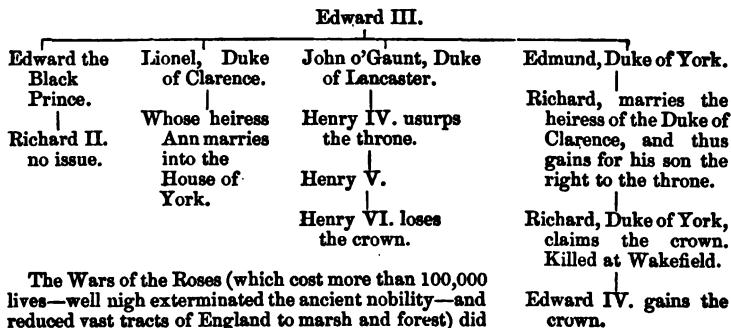 Edward III.
Edward the
Black
Prince.
Richard II.
no issue.
Lionel, Duke
of Clarence.
Whose heiress
Ann marries
into the
House of
York.
John o'Gaunt, Duke
of Lancaster.
Henry IV. usurps
the throne.
Henry V.
Henry VI. loses
the crown.
Edmund, Duke of York.
Richard, marries the
heiress of the Duke of
Clarence, and thus
gains for his son the
right to the throne.
Richard, Duke of York,
claims the crown.
Killed at Wakefield.
Edward IV. gains the
crown.
The Wars of the Roses (which cost more than 100,000
lives—well nigh exterminated the ancient nobility—and
reduced vast tracts of England to marsh and forest) did